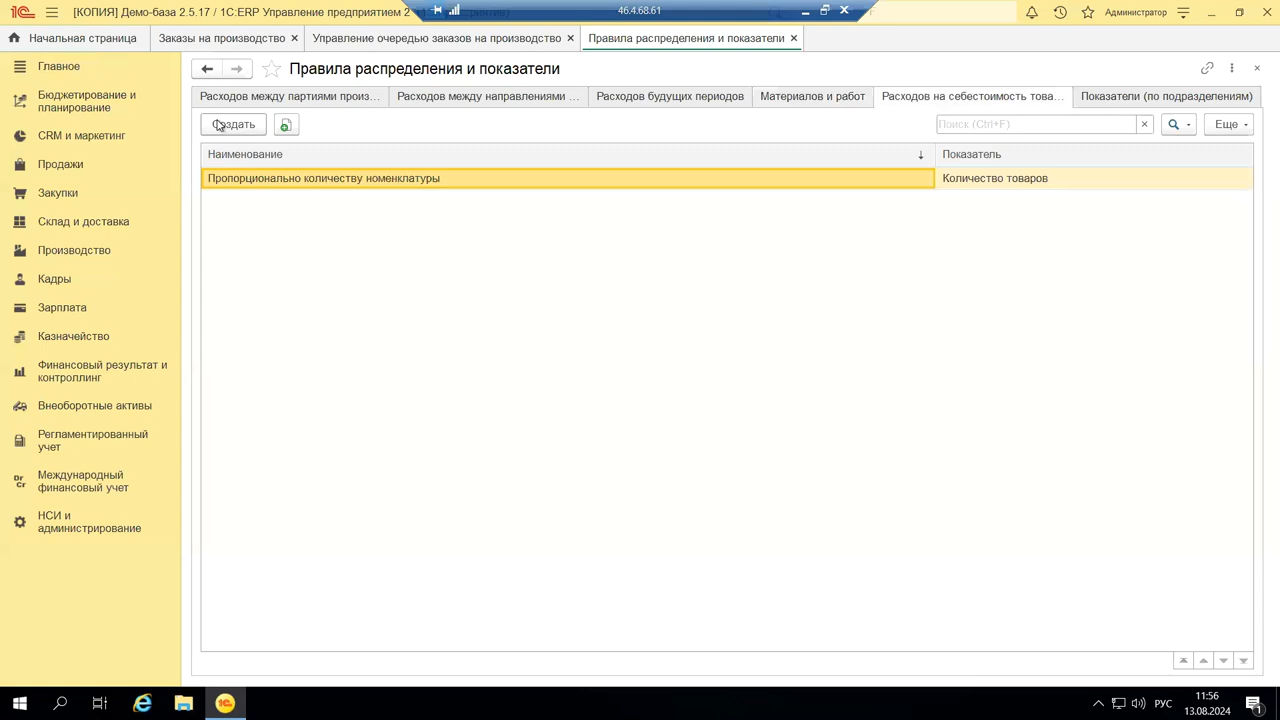 [КОПИЯ] Демо-база 2.5.17 / 1С:ERP Управление предприятием 2
46.4.68.61
Администратор
Начальная страница
Заказы на производство
Управление очередью заказов на производство
Правила распределения и показатели
Главное
Бюджетирование и
планирование
CRM и маркетинг
Продажи
Закупки
Склад и доставка
Производство
Кадры
Зарплата
Казначейство
Финансовый результат и
контроллинг
Внеоборотные активы
Регламентированный
учет
Международный
финансовый учет
НСИ и
администрирование
Правила распределения и показатели
Расходов между партиями произ...
Расходов между направлениями ...
Расходов будущих периодов
Материалов и работ
Расходов на себестоимость това...
Показатели (по подразделениям)
Создать
Поиск (Ctrl+F)
Еще
Наименование
Показатель
Пропорционально количеству номенклатуры
Количество товаров
РУС
11:56
13.08.2024
1